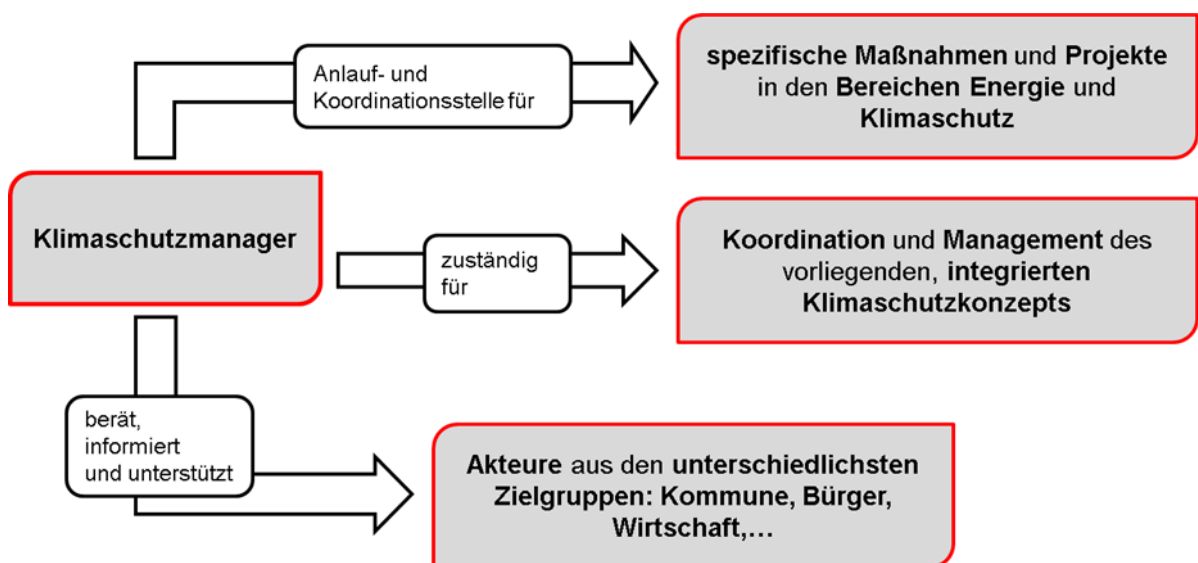 Anlauf- und
Koordinationsstelle für
spezifische Maßnahmen und Projekte
in den Bereichen Energie und
Klimaschutz
Klimaschutzmanager
zuständig
für
Koordination und Management des
vorliegenden, integrierten
Klimaschutzkonzepts
berät,
informiert
und unterstützt
Akteure aus den unterschiedlichsten
Zielgruppen: Kommune, Bürger,
Wirtschaft,…